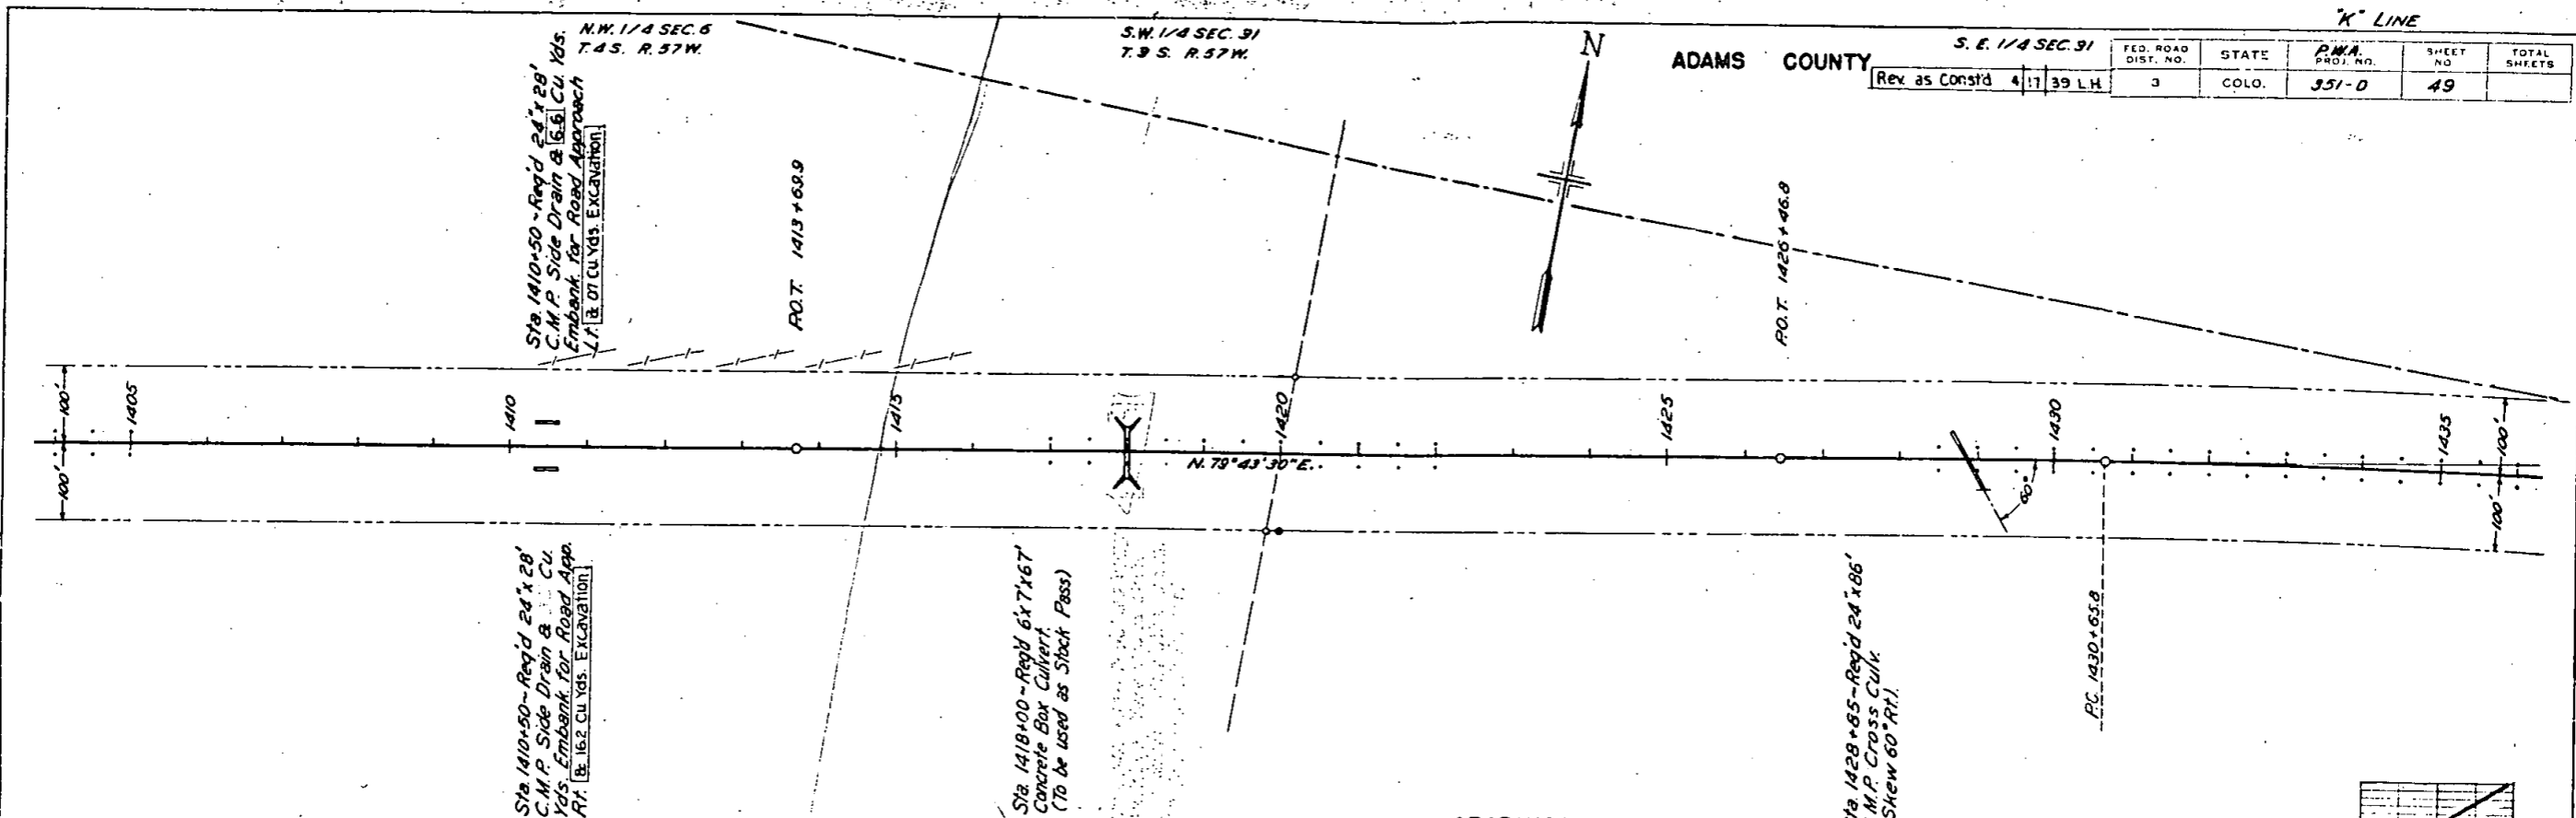 "K" LINE
N.W. 1/4 SEC. 6
T. 4 S. R. 57 W.
S.W. 1/4 SEC. 31
T. 3 S. R. 57 W.
N
ADAMS COUNTY
S. E. 1/4 SEC. 31
Rev. as Const'd 4 17 39 L.H.
FED. ROAD DIST. NO.
STATE
P.W.A. PROJ. NO.
SHEET NO
TOTAL SHEETS
3
COLO.
351-D
49
Sta. 1410+50 ~ Req'd 24" x 28'
C.M.P. Side Drain & 6.6 Cu. Yds.
Embank. for Road Approach
Lt. & 07 Cu. Yds. Excavation
P.O.T. 1413+69.9
P.O.T. 1426+46.8
100'
100'
1405
1410
1415
1420
1425
1430
1435
100'
100'
N. 79°43'30" E.
60°
Sta. 1410+50 ~ Req'd 24" x 28'
C.M.P. Side Drain & Cu.
Yds. Embank. for Road App.
Rt. & 16.2 Cu. Yds. Excavation
Sta. 1418+00 ~ Req'd 6' x 7' x 67'
Concrete Box Culvert.
(To be used as Stock Pass)
Sta. 1428+85 ~ Req'd 24" x 86'
M.P. Cross Culv.
Skew 60° Rt.)
P.C. 1430+65.8